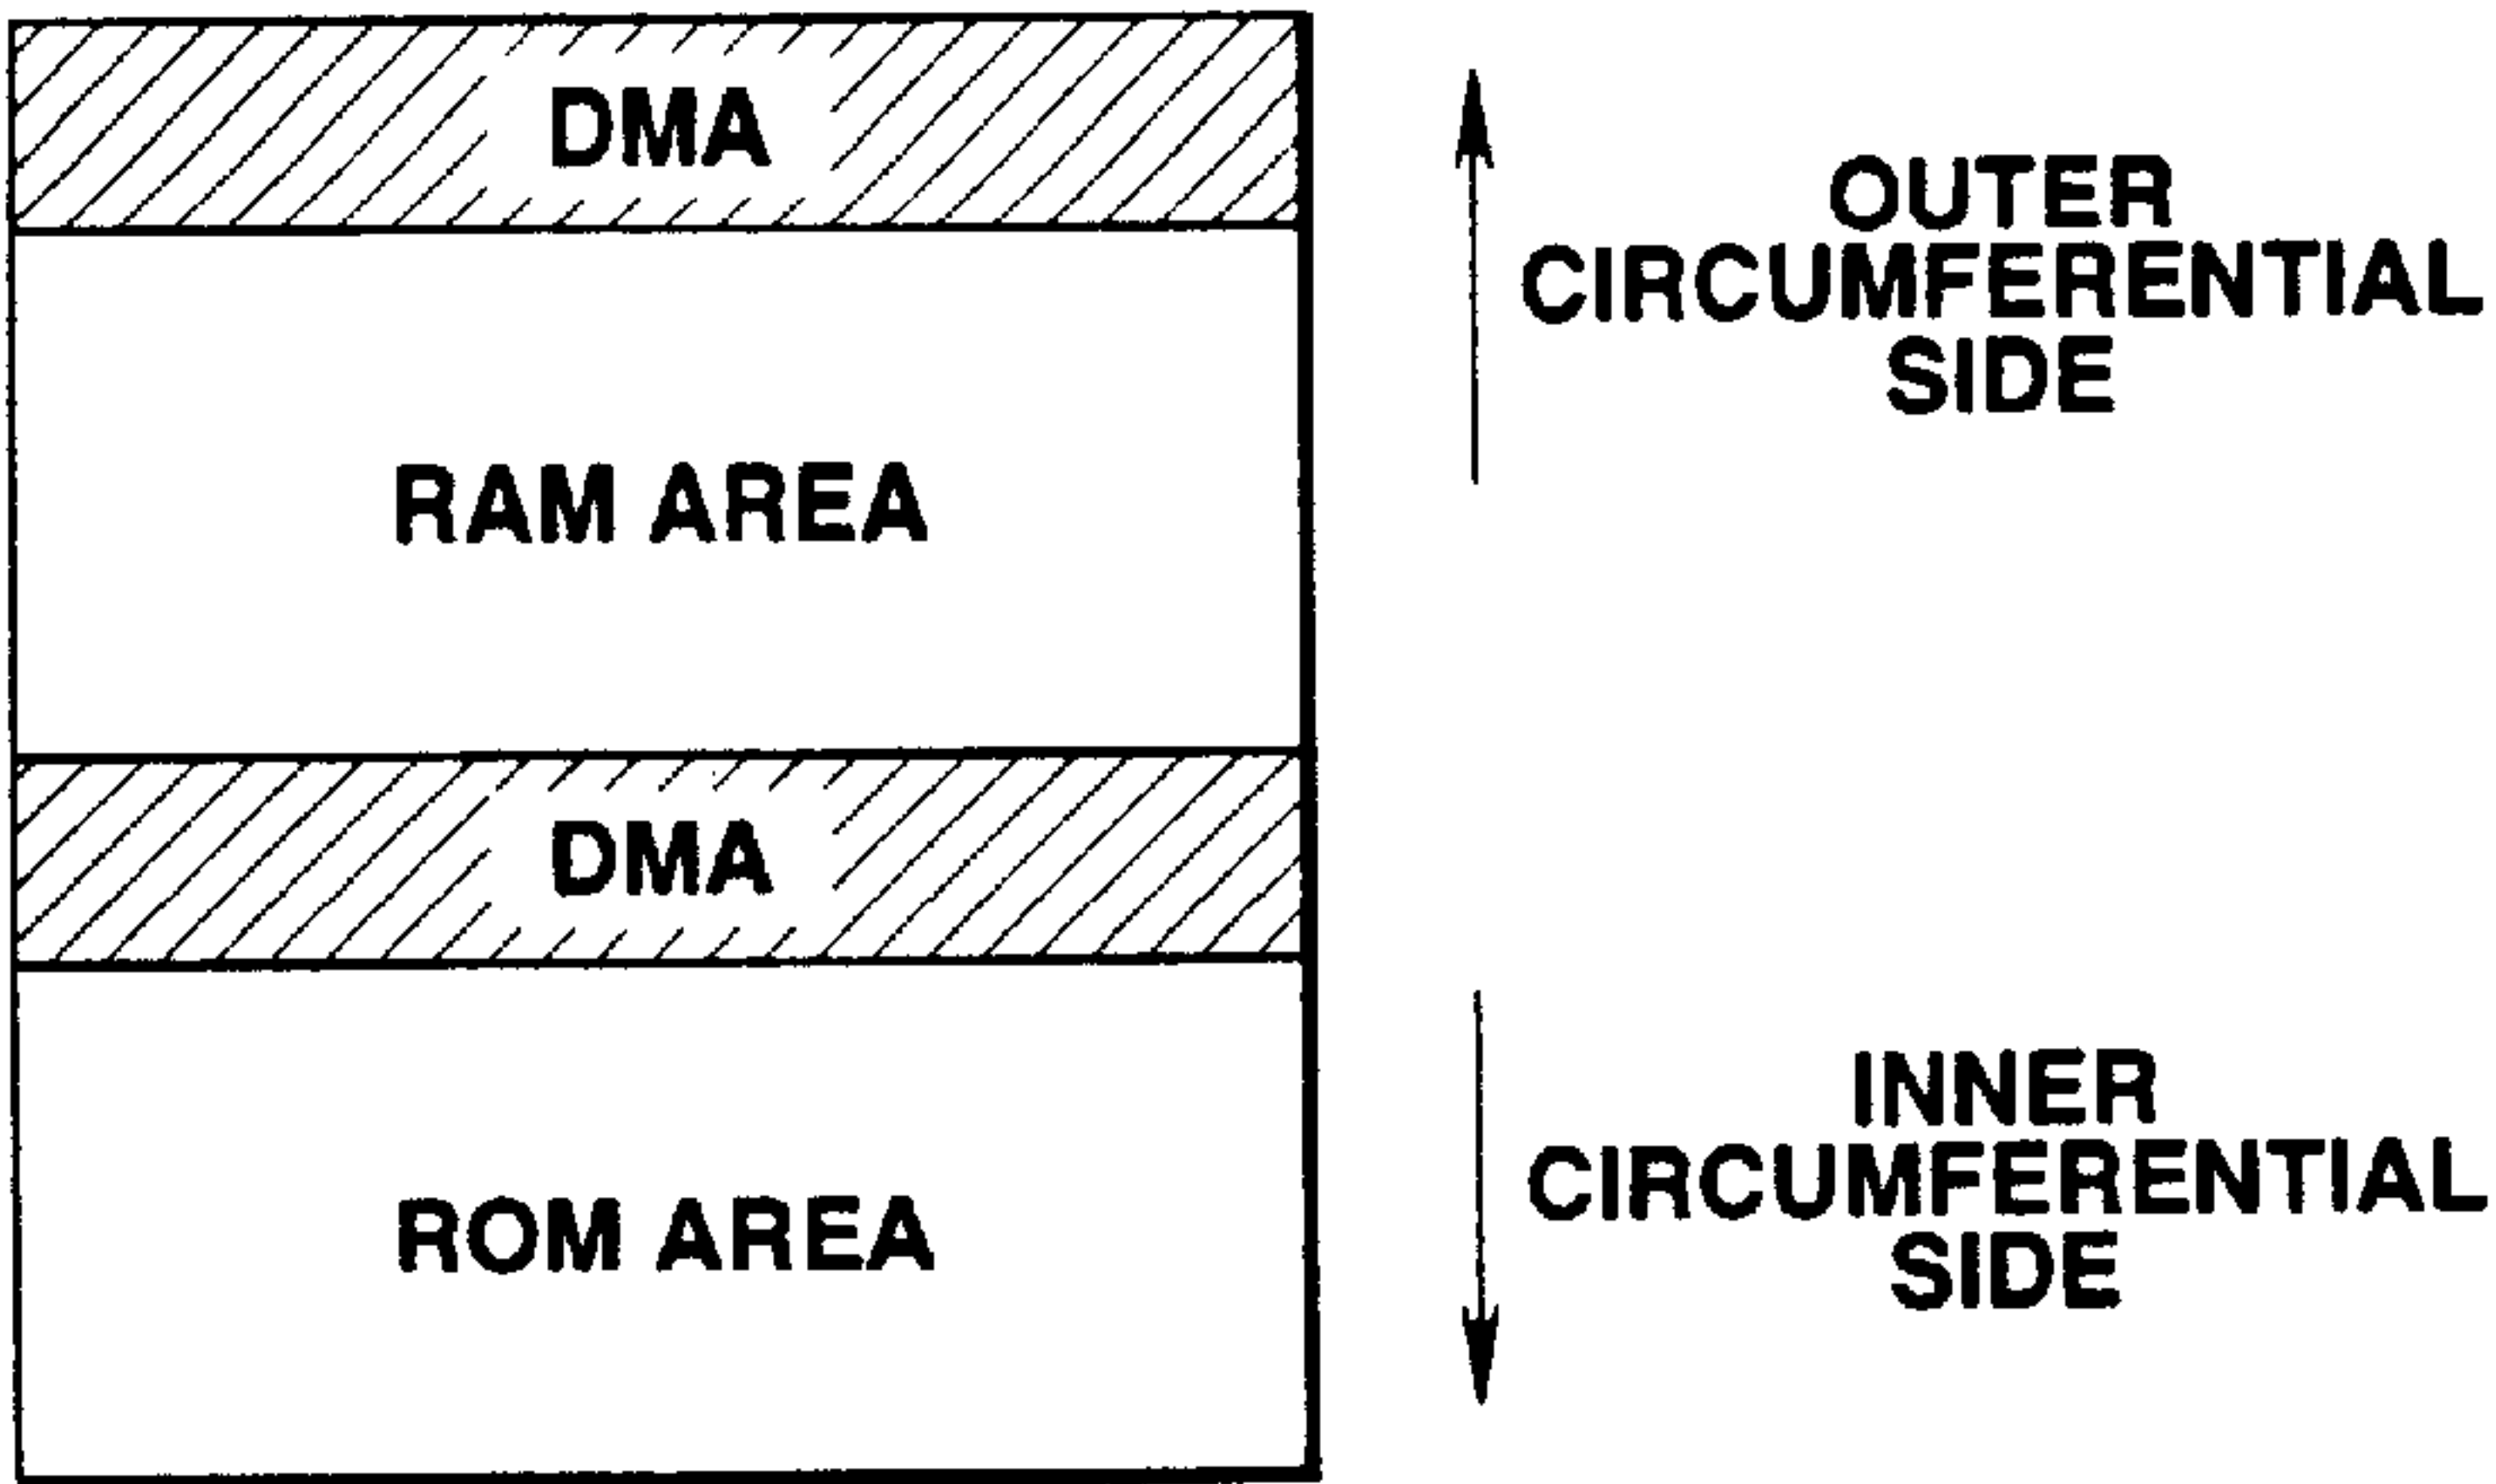 DMA
RAM AREA
DMA
ROM AREA
OUTER
CIRCUMFERENTIAL
SIDE
INNER
CIRCUMFERENTIAL
SIDE